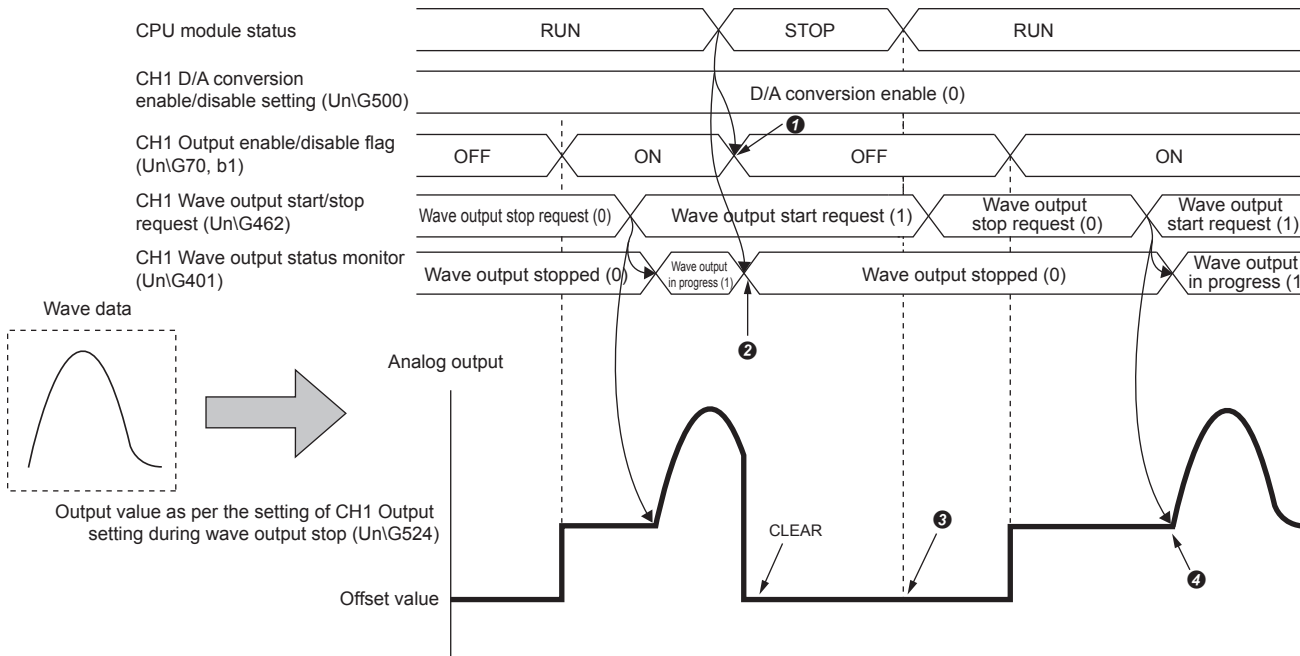 CPU module status
RUN
STOP
RUN
CH1 D/A conversion
enable/disable setting (Un\G500)
D/A conversion enable (0)
CH1 Output enable/disable flag
(Un\G70, b1)
OFF
ON
❶
OFF
ON
CH1 Wave output start/stop
request (Un\G462)
Wave output stop request (0)
Wave output start request (1)
Wave output
stop request (0)
Wave output
start request (1)
CH1 Wave output status monitor
(Un\G401)
Wave output stopped (0)
Wave output
in progress (1)
Wave output stopped (0)
Wave output
in progress (1
❷
Wave data
Analog output
Output value as per the setting of CH1 Output
setting during wave output stop (Un\G524)
CLEAR
❸
❹
Offset value